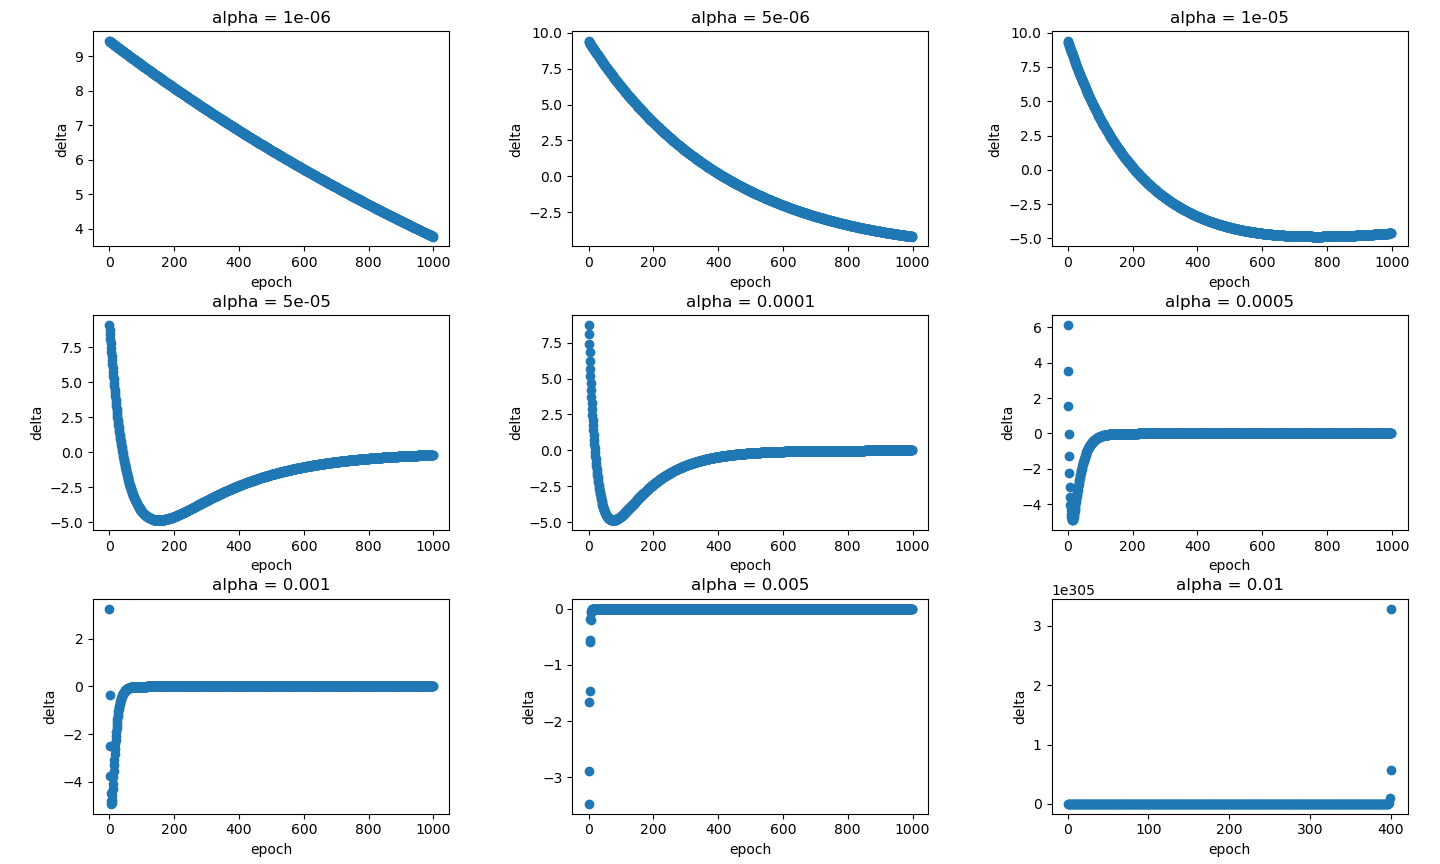 alpha = 1e-06
alpha = 5e-06
alpha = 1e-05
9
8
7
6
5
4
delta
0 200 400 600 800 1000
epoch
10.0
7.5
5.0
2.5
0.0
−2.5
delta
0 200 400 600 800 1000
epoch
10.0
7.5
5.0
2.5
0.0
−2.5
−5.0
delta
0 200 400 600 800 1000
epoch
alpha = 5e-05
alpha = 0.0001
alpha = 0.0005
7.5
5.0
2.5
0.0
−2.5
−5.0
delta
0 200 400 600 800 1000
epoch
7.5
5.0
2.5
0.0
−2.5
−5.0
delta
0 200 400 600 800 1000
epoch
6
4
2
0
−2
−4
delta
0 200 400 600 800 1000
epoch
alpha = 0.001
alpha = 0.005
alpha = 0.01
2
0
−2
−4
delta
0 200 400 600 800 1000
epoch
0
−1
−2
−3
delta
0 200 400 600 800 1000
epoch
1e305
3
2
1
0
delta
0 100 200 300 400
epoch